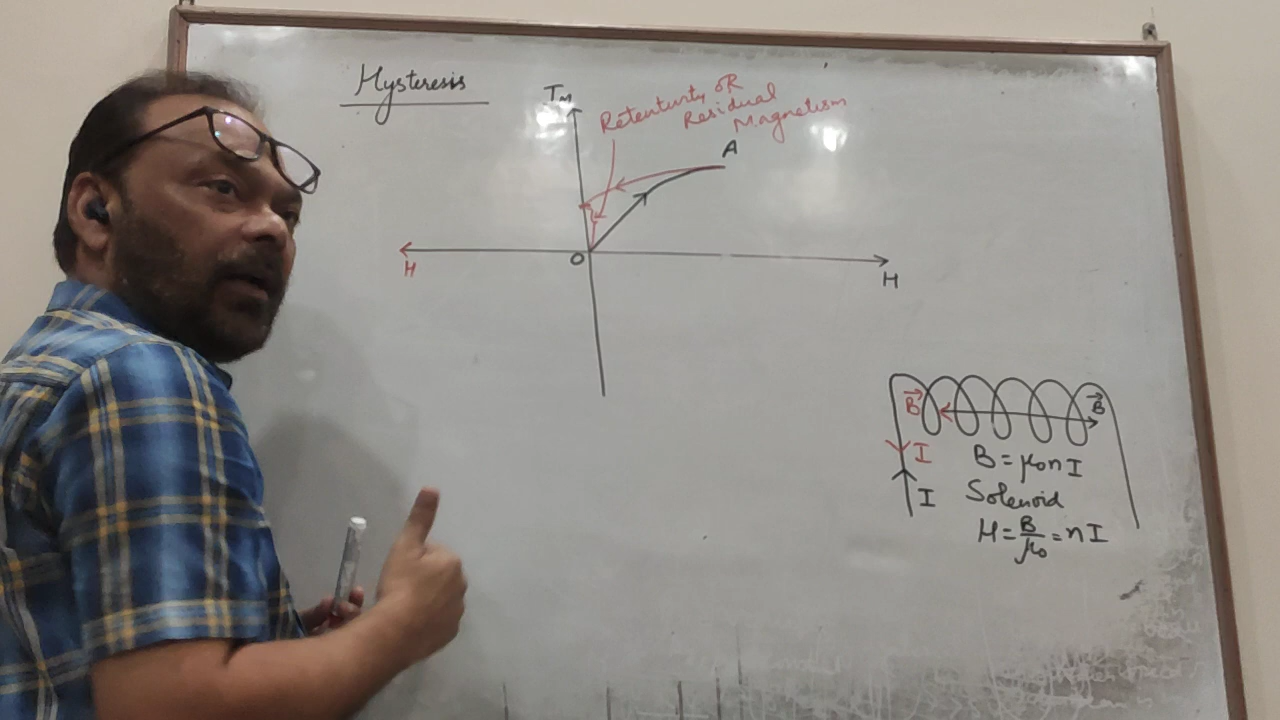 Hysteresis
Im
Retentivity OR
Residual
Magnetism
A
O
H
H
B⃗
B⃗
I
I
B = μ₀nI
Solenoid
H = B/μ₀ = nI